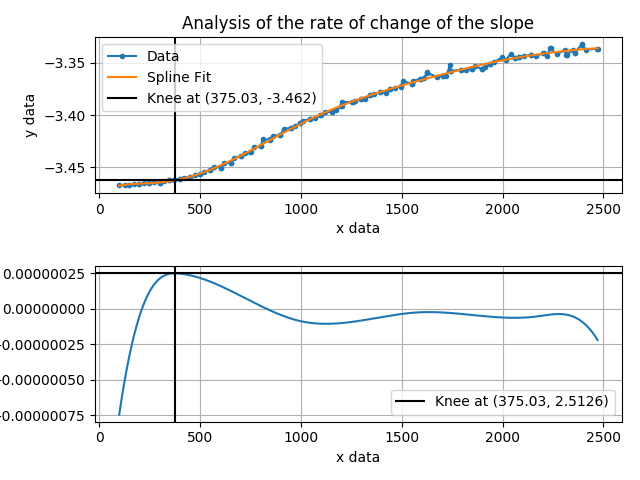 Analysis of the rate of change of the slope
Data
Spline Fit
Knee at (375.03, -3.462)
y data
−3.35
−3.40
−3.45
0 500 1000 1500 2000 2500
x data
0.00000025
0.00000000
0.00000025
0.00000050
0.00000075
Knee at (375.03, 2.5126)
0 500 1000 1500 2000 2500
x data